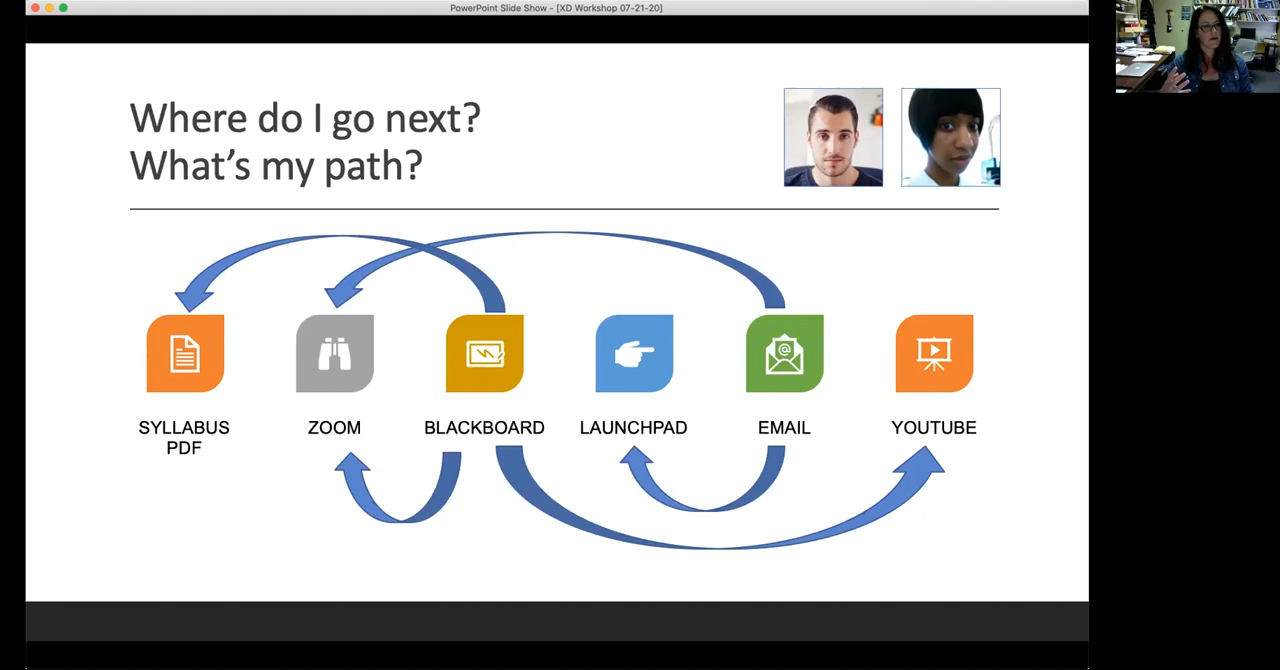 PowerPoint Slide Show - [XD Workshop 07-21-20]
Where do I go next?
What's my path?
@
SYLLABUS
PDF
ZOOM
BLACKBOARD
LAUNCHPAD
EMAIL
YOUTUBE